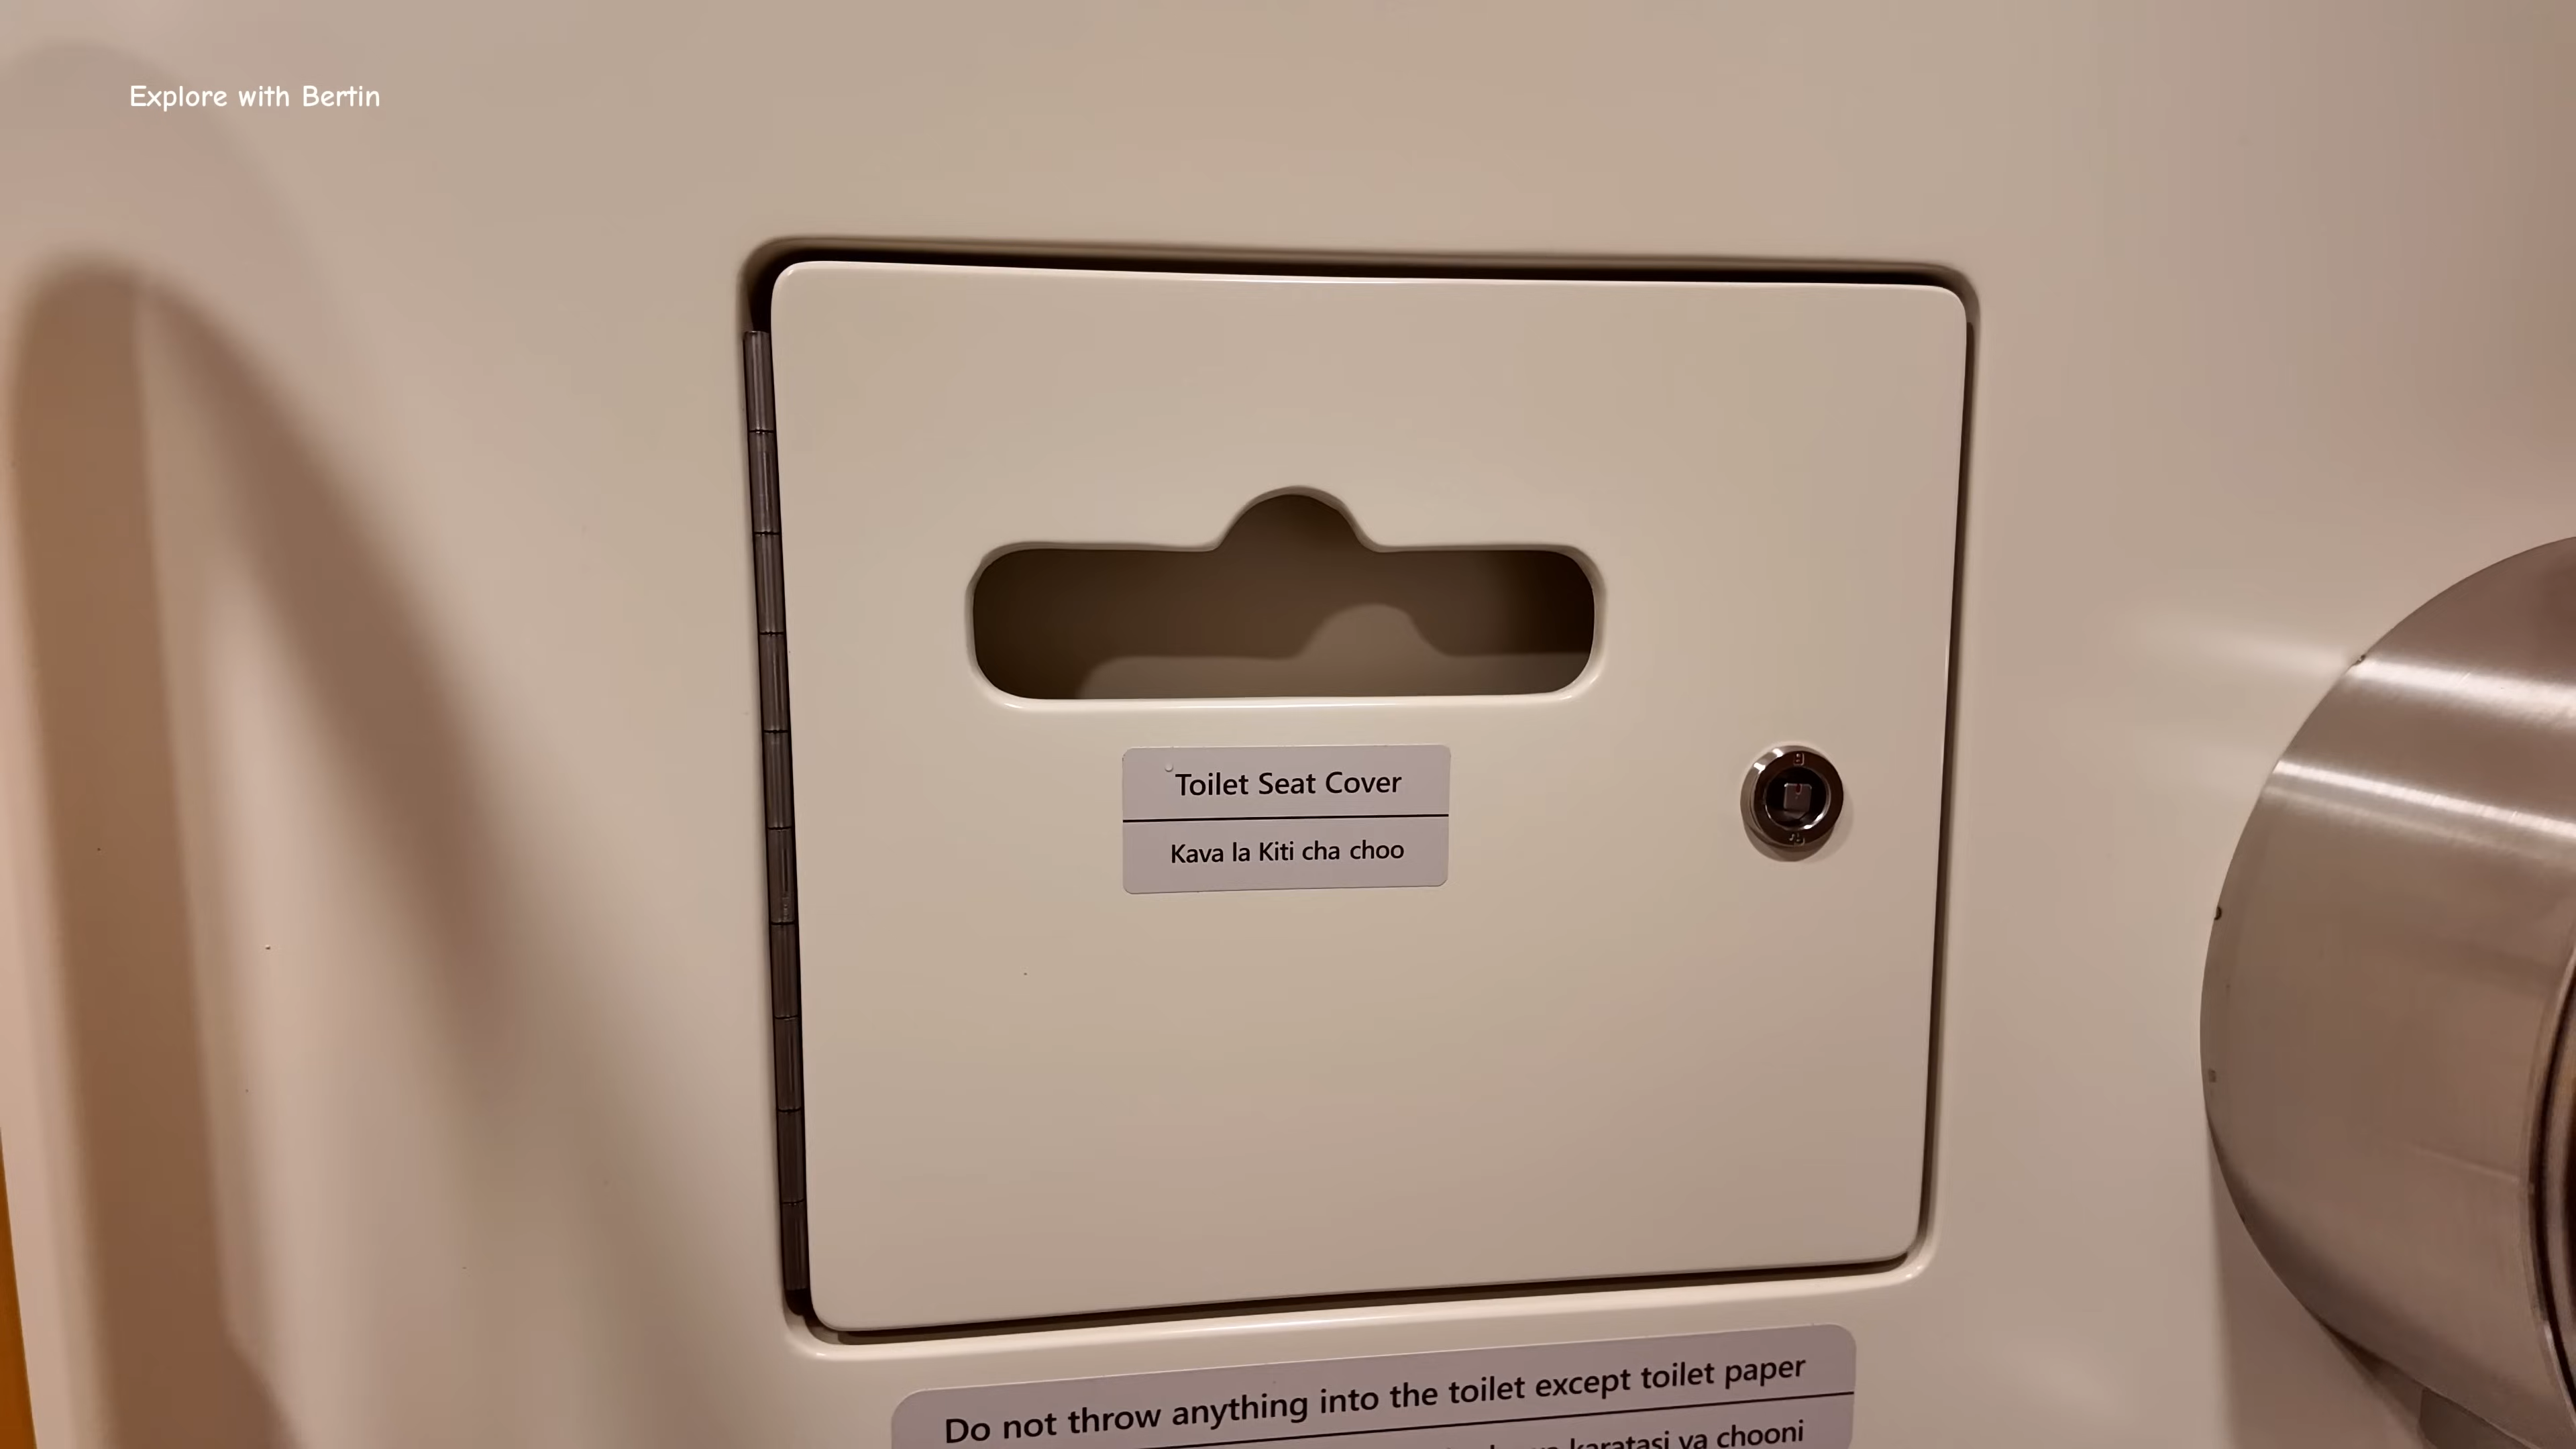 Explore with Bertin
Toilet Seat Cover
Kava la Kiti cha choo
Do not throw anything into the toilet except toilet paper
karatasi ya chooni